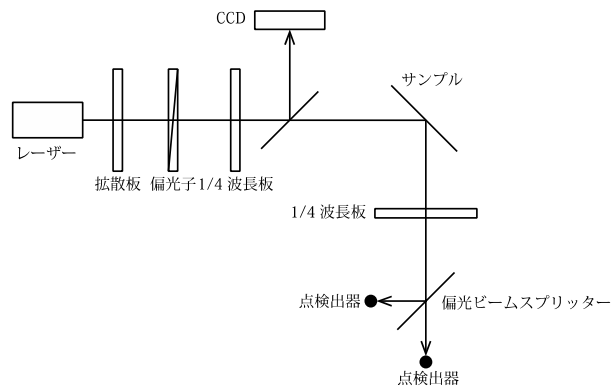 CCD
サンプル
レーザー
拡散板
偏光子
1/4 波長板
1/4 波長板
点検出器
偏光ビームスプリッター
点検出器